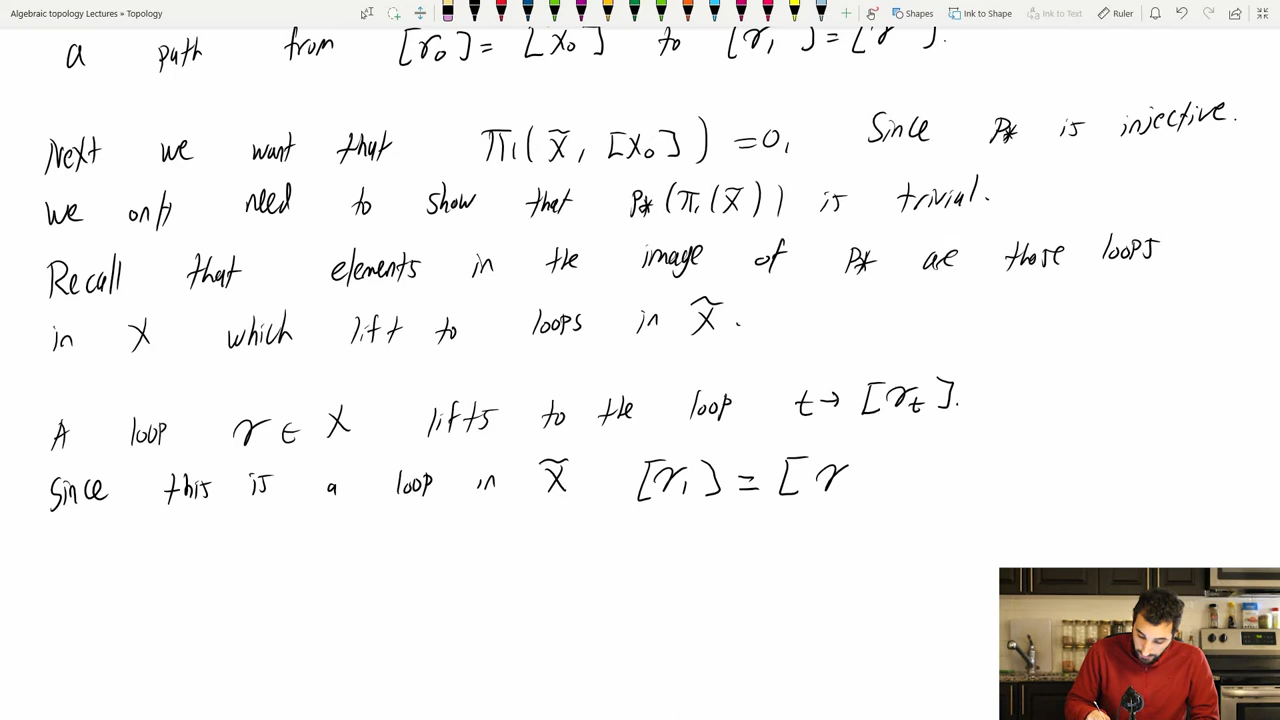 Algebraic topology Lectures - Topology
Shapes Ink to Shape Ink to Text Ruler
a path from [γ₀] = [x₀] to [γ₁] = [γ].
Next we want that π₁(X̃, [x₀]) = 0, Since p* is injective.
we only need to show that p*(π₁(X̃)) is trivial.
Recall that elements in the image of p* are those loops
in X which lift to loops in X̃.
A loop γ ∈ X lifts to the loop t → [γₜ].
Since this is a loop in X̃ [γ₁] = [γ